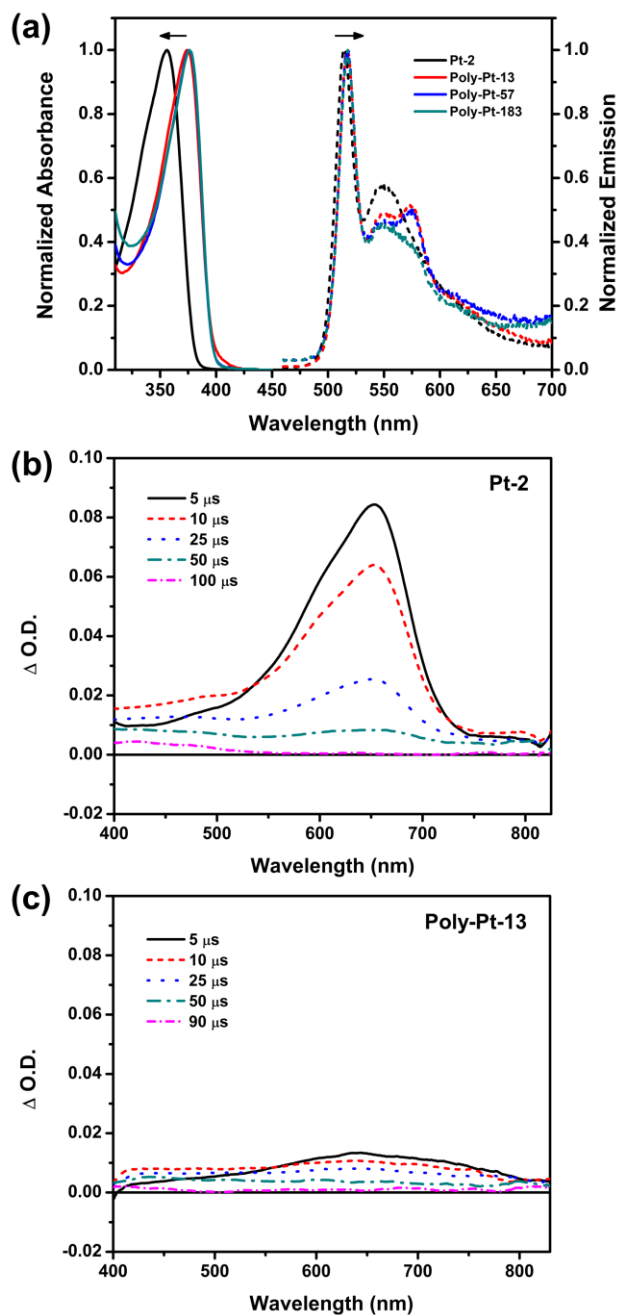 (a)
Normalized Absorbance
1.0
0.8
0.6
0.4
0.2
0.0
Pt-2
Poly-Pt-13
Poly-Pt-57
Poly-Pt-183
1.0
0.8
0.6
0.4
0.2
0.0
Normalized Emission
350 400 450 500 550 600 650 700
Wavelength (nm)
(b)
Δ O.D.
0.10
0.08
0.06
0.04
0.02
0.00
-0.02
5 μs
10 μs
25 μs
50 μs
100 μs
Pt-2
400 500 600 700 800
Wavelength (nm)
(c)
Δ O.D.
0.10
0.08
0.06
0.04
0.02
0.00
-0.02
5 μs
10 μs
25 μs
50 μs
90 μs
Poly-Pt-13
400 500 600 700 800
Wavelength (nm)